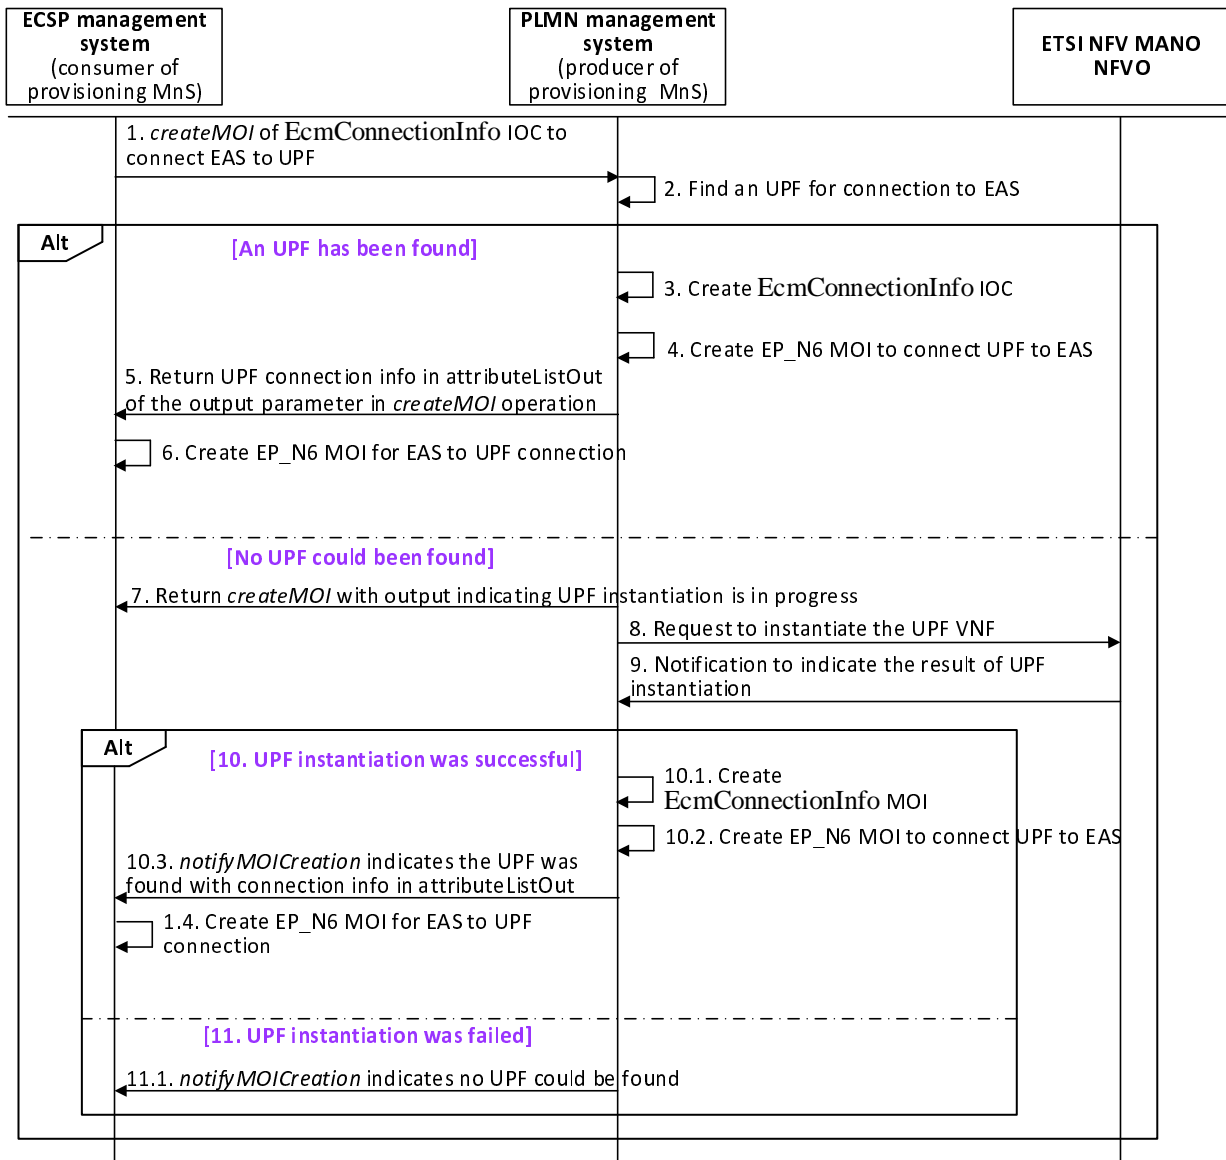 ECSP management
system
(consumer of
provisioning MnS)
PLMN management
system
(producer of
provisioning MnS)
ETSI NFV MANO
NFVO
1. createMOI of EcmConnectionInfo IOC to
connect EAS to UPF
2. Find an UPF for connection to EAS
Alt
[An UPF has been found]
3. Create EcmConnectionInfo IOC
4. Create EP_N6 MOI to connect UPF to EAS
5. Return UPF connection info in attributeListOut
of the output parameter in createMOI operation
6. Create EP_N6 MOI for EAS to UPF connection
[No UPF could been found]
7. Return createMOI with output indicating UPF instantiation is in progress
8. Request to instantiate the UPF VNF
9. Notification to indicate the result of UPF
instantiation
Alt
[10. UPF instantiation was successful]
10.1. Create
EcmConnectionInfo MOI
10.2. Create EP_N6 MOI to connect UPF to EAS
10.3. notifyMOICreation indicates the UPF was
found with connection info in attributeListOut
1.4. Create EP_N6 MOI for EAS to UPF
connection
[11. UPF instantiation was failed]
11.1. notifyMOICreation indicates no UPF could be found